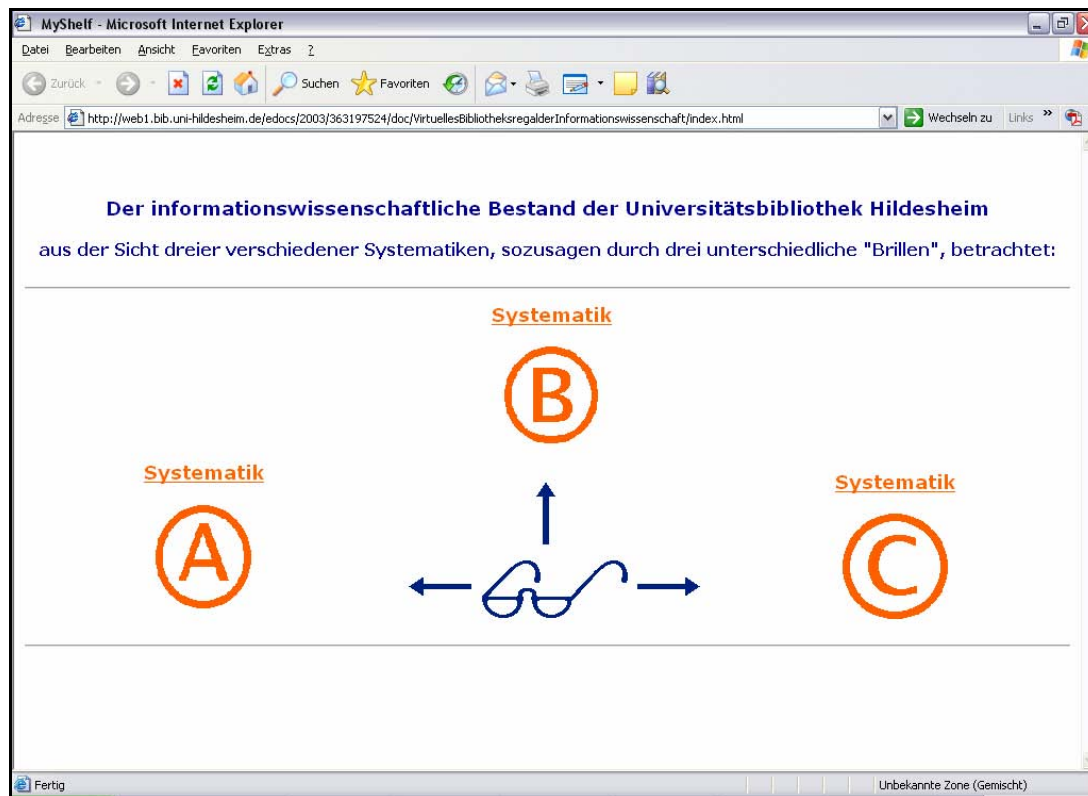 MyShelf - Microsoft Internet Explorer
Datei Bearbeiten Ansicht Favoriten Extras ?
Zurück Suchen Favoriten
Adresse http://web1.bib.uni-hildesheim.de/edocs/2003/363197524/doc/VirtuellesBibliotheksregalderInformationswissenschaft/index.html Wechseln zu Links »
Der informationswissenschaftliche Bestand der Universitätsbibliothek Hildesheim
aus der Sicht dreier verschiedener Systematiken, sozusagen durch drei unterschiedliche "Brillen", betrachtet:
Systematik
B
Systematik
A
Systematik
C
Fertig Unbekannte Zone (Gemischt)